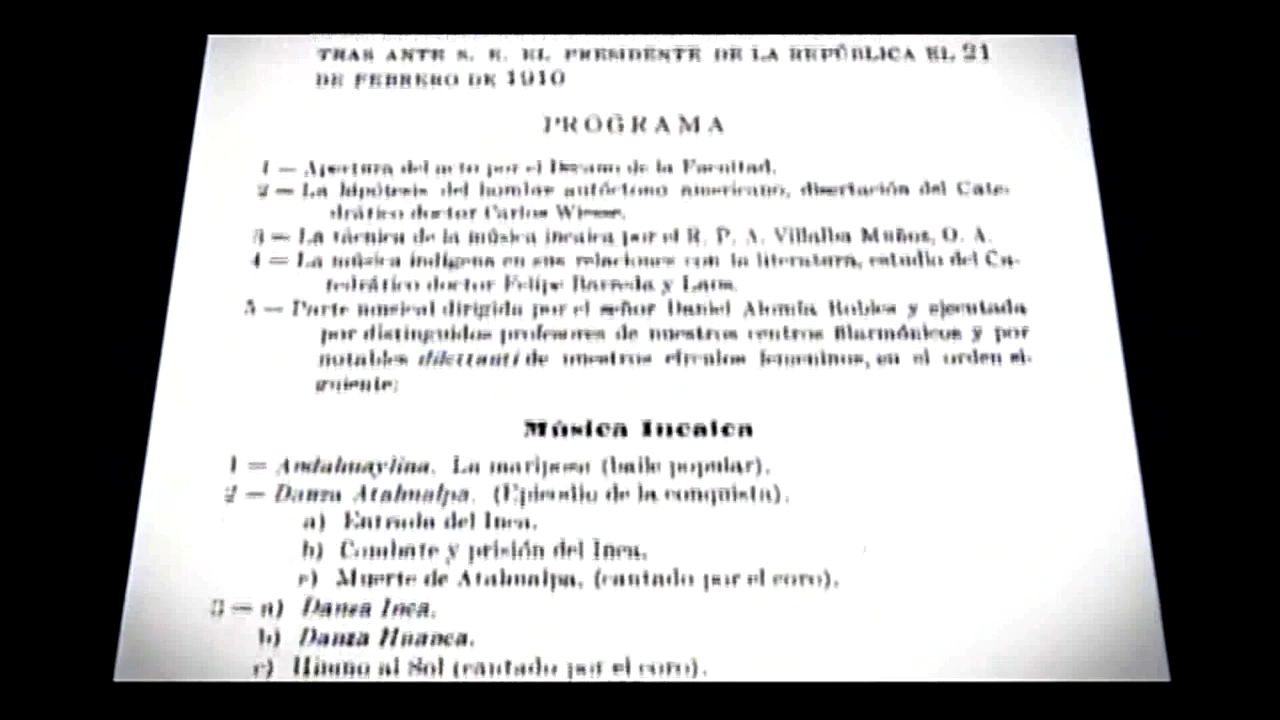 TRAS ANTE S. E. EL PRESIDENTE DE LA REPÚBLICA EL 21
DE FEBRERO DE 1910
PROGRAMA
1 — Apertura del acto por el Decano de la Facultad.
2 — La hipótesis del hombre autóctono americano, disertación del Cate-
drático doctor Carlos Wiesse.
3 — La técnica de la música incaica por el R. P. A. Villalba Muñoz, O. A.
4 — La música indígena en sus relaciones con la literatura, estudio del Ca-
tedrático doctor Felipe Barreda y Laos.
5 — Parte musical dirigida por el señor Daniel Alomía Robles y ejecutada
por distinguidos profesores de nuestros centros filarmónicos y por
notables dilettanti de nuestros círculos femeninos, en el orden si-
guiente:
Música Incaica
1 — Andahuaylina. La mariposa (baile popular).
2 — Danza Atahualpa. (Episodio de la conquista).
a) Entrada del Inca.
b) Combate y prisión del Inca.
c) Muerte de Atahualpa, (cantado por el coro).
3 — a) Danza Inca.
b) Danza Huanca.
c) Himno al Sol (cantado por el coro).